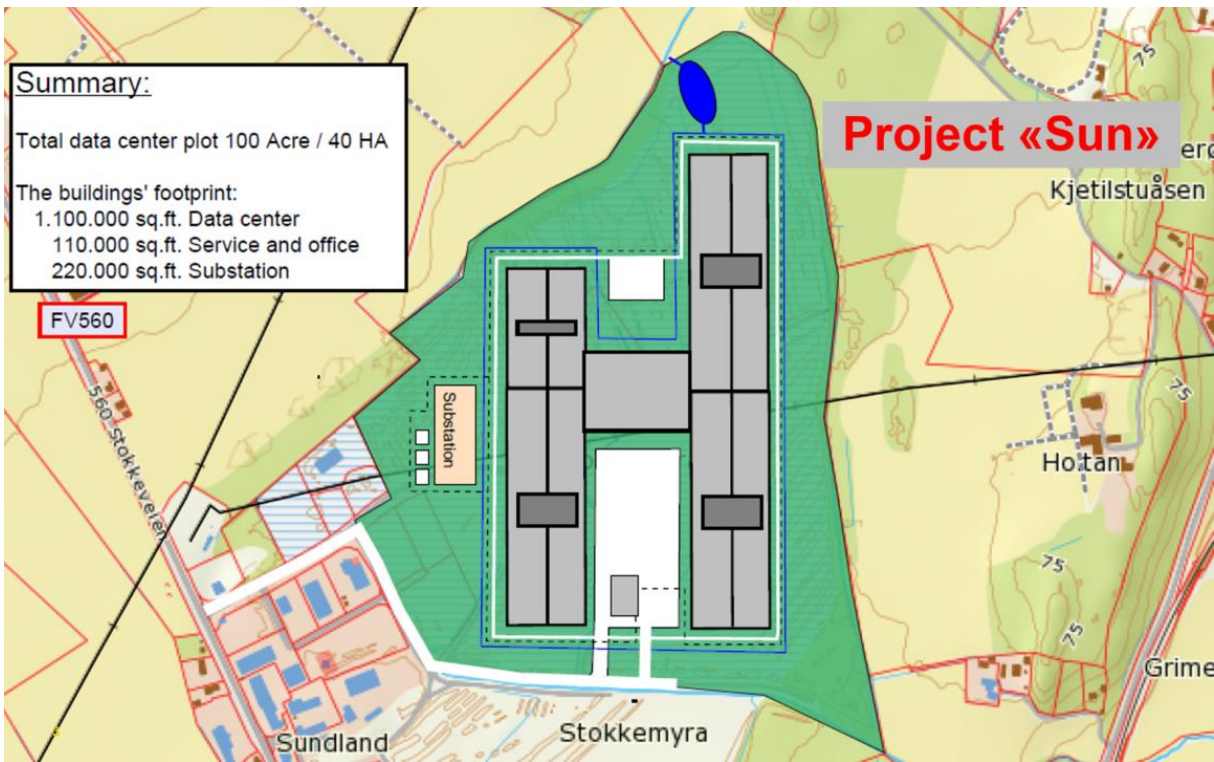 Summary:
Total data center plot 100 Acre / 40 HA
The buildings' footprint:
1.100.000 sq.ft. Data center
110.000 sq.ft. Service and office
220.000 sq.ft. Substation
Project «Sun»
FV560
560 Stokkeveien
Substation
Kjetilstuåsen
75
Holtan
75
75
75
Grime
Stokkemyra
Sundland